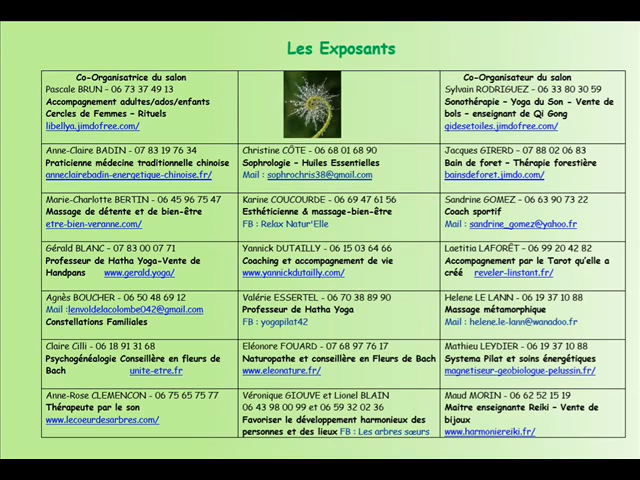 Les Exposants
Co-Organisatrice du salon
Pascale BRUN – 06 73 37 49 13
Accompagnement adultes/ados/enfants
Cercles de Femmes – Rituels
libellya.jimdofree.com/
Co-Organisateur du salon
Sylvain RODRIGUEZ - 06 33 80 30 59
Sonothérapie – Yoga du Son - Vente de
bols – enseignant de Qi Gong
qidesetoiles.jimdofree.com/
Anne-Claire BADIN - 07 83 19 76 34
Praticienne médecine traditionnelle chinoise
anneclairebadin-energetique-chinoise.fr/
Christine CÔTE - 06 68 01 68 90
Sophrologie – Huiles Essentielles
Mail : sophrochris38@gmail.com
Jacques GIRERD – 07 88 02 06 83
Bain de foret – Thérapie forestière
bainsdeforet.jimdo.com/
Marie-Charlotte BERTIN - 06 45 96 75 47
Massage de détente et de bien-être
etre-bien-veranne.com/
Karine COUCOURDE - 06 69 47 61 56
Esthéticienne & massage-bien-être
FB : Relax Natur'Elle
Sandrine GOMEZ – 06 63 90 73 22
Coach sportif
Mail : sandrine_gomez@yahoo.fr
Gérald BLANC - 07 83 00 07 71
Professeur de Hatha Yoga-Vente de
Handpans www.gerald.yoga/
Yannick DUTAILLY - 06 15 03 64 66
Coaching et accompagnement de vie
www.yannickdutailly.com/
Laetitia LAFORÊT - 06 99 20 42 82
Accompagnement par le Tarot qu'elle a
créé reveler-linstant.fr/
Agnès BOUCHER - 06 50 48 69 12
Mail :lenvoldelacolombe042@gmail.com
Constellations Familiales
Valérie ESSERTEL - 06 70 38 89 90
Professeur de Hatha Yoga
FB : yogapilat42
Helene LE LANN – 06 19 37 10 88
Massage métamorphique
Mail : helene.le-lann@wanadoo.fr
Claire Cilli - 06 18 91 31 68
Psychogénéalogie Conseillère en fleurs de
Bach unite-etre.fr
Eléonore FOUARD - 07 68 97 76 17
Naturopathe et conseillère en Fleurs de Bach
www.eleonature.fr/
Mathieu LEYDIER - 06 19 37 10 88
Systema Pilat et soins énergétiques
magnetiseur-geobiologue-pelussin.fr/
Anne-Rose CLEMENCON - 06 75 65 75 77
Thérapeute par le son
www.lecoeurdesarbres.com/
Véronique GIOUVE et Lionel BLAIN
06 43 98 00 99 et 06 59 32 02 36
Favoriser le développement harmonieux des
personnes et des lieux FB : Les arbres sœurs
Maud MORIN - 06 62 52 15 19
Maitre enseignante Reiki – Vente de
bijoux
www.harmoniereiki.fr/